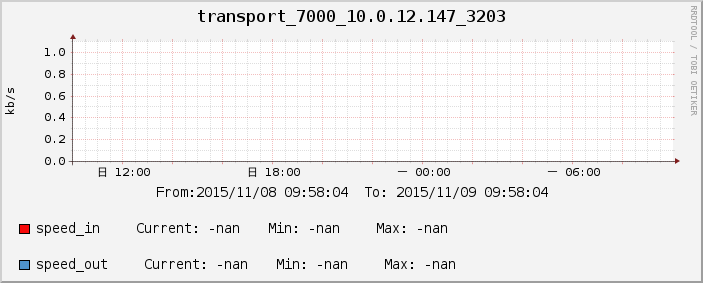 transport_7000_10.0.12.147_3203
RRDTOOL / TOBI OETIKER
kb/s
1.0
0.8
0.6
0.4
0.2
0.0
日 12:00 日 18:00 一 00:00 一 06:00
From:2015/11/08 09:58:04 To: 2015/11/09 09:58:04
speed_in Current: -nan Min: -nan Max: -nan
speed_out Current: -nan Min: -nan Max: -nan